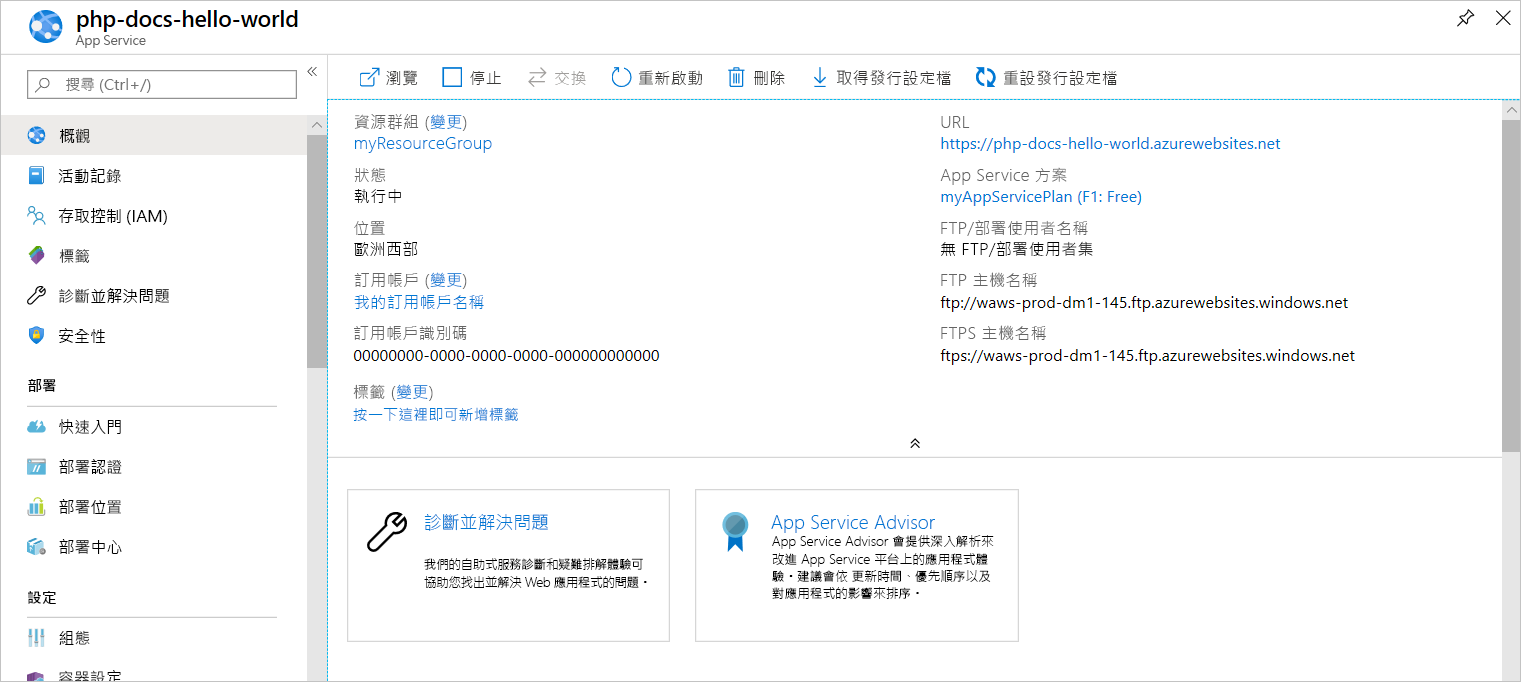 php-docs-hello-world
App Service
搜尋 (Ctrl+/)
概觀
活動記錄
存取控制 (IAM)
標籤
診斷並解決問題
安全性
部署
快速入門
部署認證
部署位置
部署中心
設定
組態
容器設定
瀏覽 停止 交換 重新啟動 刪除 取得發行設定檔 重設發行設定檔
資源群組 (變更)
myResourceGroup
狀態
執行中
位置
歐洲西部
訂用帳戶 (變更)
我的訂用帳戶名稱
訂用帳戶識別碼
00000000-0000-0000-0000-000000000000
標籤 (變更)
按一下這裡即可新增標籤
URL
https://php-docs-hello-world.azurewebsites.net
App Service 方案
myAppServicePlan (F1: Free)
FTP/部署使用者名稱
無 FTP/部署使用者集
FTP 主機名稱
ftp://waws-prod-dm1-145.ftp.azurewebsites.windows.net
FTPS 主機名稱
ftps://waws-prod-dm1-145.ftp.azurewebsites.windows.net
診斷並解決問題
我們的自助式服務診斷和疑難排解體驗可
協助您找出並解決 Web 應用程式的問題。
App Service Advisor
App Service Advisor 會提供深入解析來
改進 App Service 平台上的應用程式體
驗。建議會依 更新時間、優先順序以及
對應用程式的影響來排序。